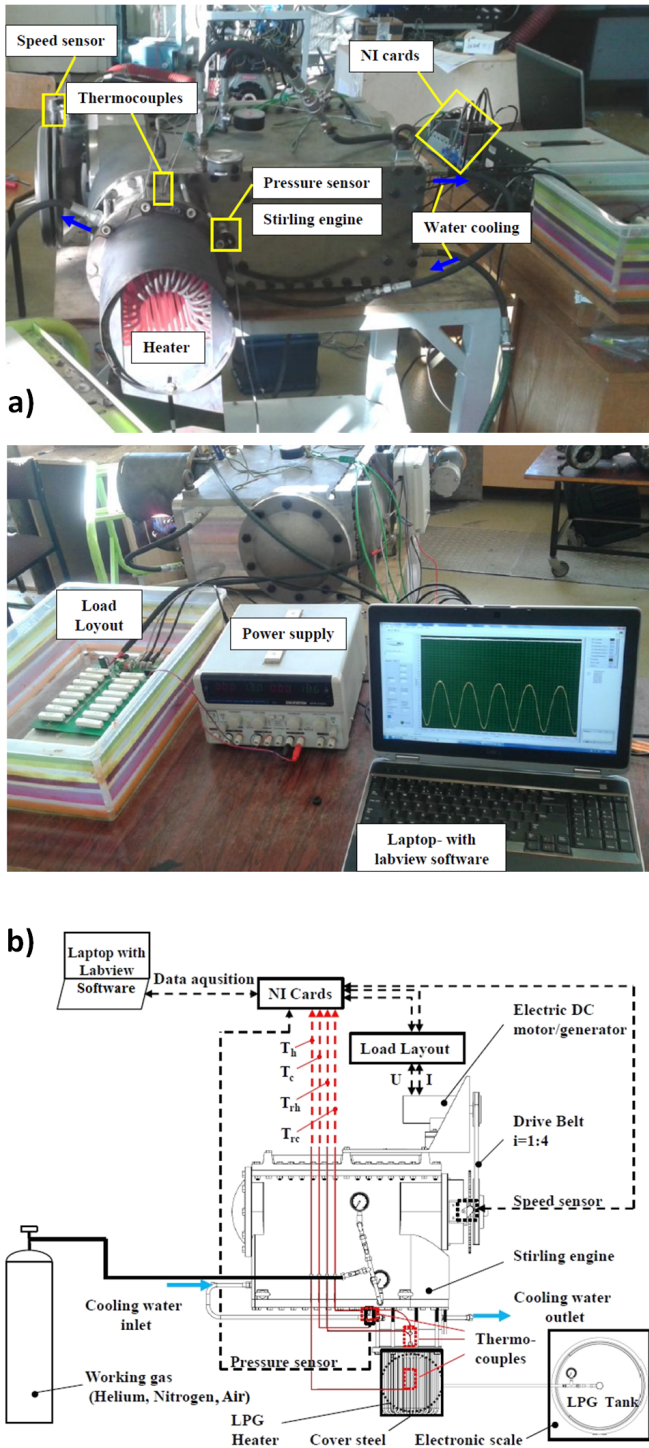 Speed sensor
NI cards
Thermocouples
Pressure sensor
Stirling engine
Water cooling
Heater
a)
Load
Loyout
Power supply
Laptop- with
labview software
b)
Laptop with
Labview
Software
Data aqusition
NI Cards
Electric DC
motor/generator
Th
Load Layout
Tc
U I
Trh
Drive Belt
i=1:4
Trc
Speed sensor
Stirling engine
Cooling water
inlet
Cooling water
outlet
Thermo-
couples
Pressure sensor
Working gas
(Helium, Nitrogen, Air)
LPG Tank
LPG
Heater
Cover steel
Electronic scale